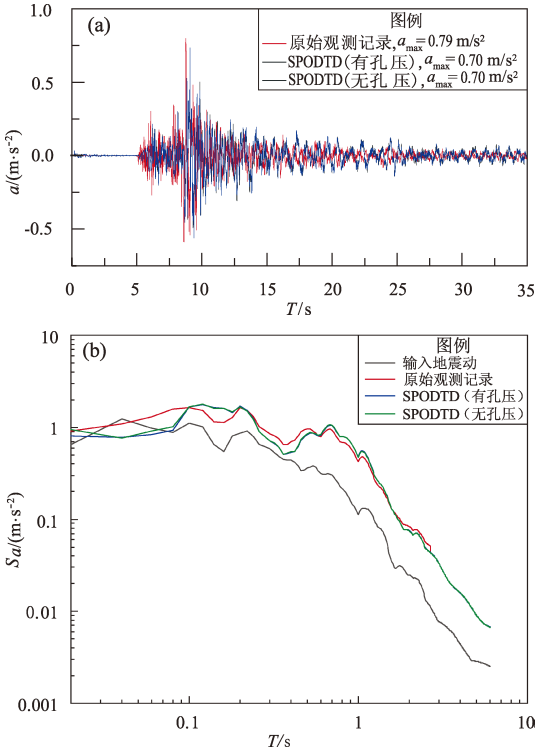 (a)
图例
原始观测记录,amax=0.79 m/s²
SPODTD(有孔压),amax=0.70 m/s²
SPODTD(无孔压),amax=0.70 m/s²
1.0
0.5
0.0
-0.5
a/(m·s⁻²)
0 5 10 15 20 25 30 35
T/s
(b)
图例
输入地震动
原始观测记录
SPODTD（有孔压）
SPODTD（无孔压）
10
1
0.1
0.01
0.001
Sa/(m·s⁻²)
0.1 1 10
T/s